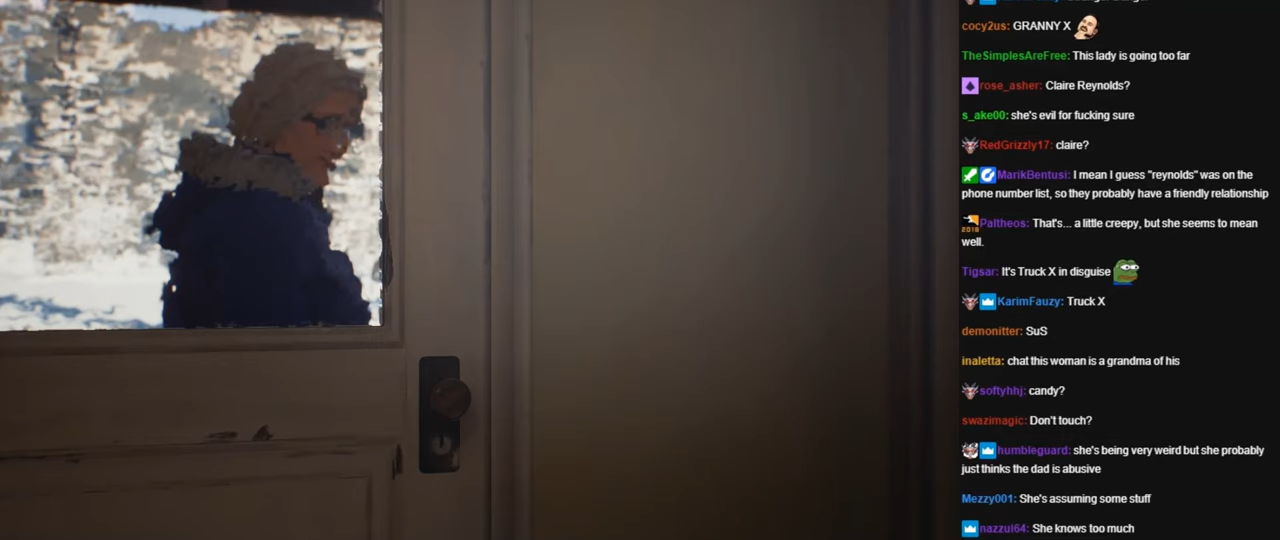 cocy2us: GRANNY X
TheSimplesAreFree: This lady is going too far
rose_asher: Claire Reynolds?
s_ake00: she's evil for fucking sure
RedGrizzly17: claire?
MarikBentusi: I mean I guess "reynolds" was on the
phone number list, so they probably have a friendly relationship
2018 Paltheos: That's... a little creepy, but she seems to mean
well.
Tigsar: It's Truck X in disguise
KarimFauzy: Truck X
demonitter: SuS
inaletta: chat this woman is a grandma of his
softyhhj: candy?
swazimagic: Don't touch?
humbleguard: she's being very weird but she probably
just thinks the dad is abusive
Mezzy001: She's assuming some stuff
nazzul64: She knows too much